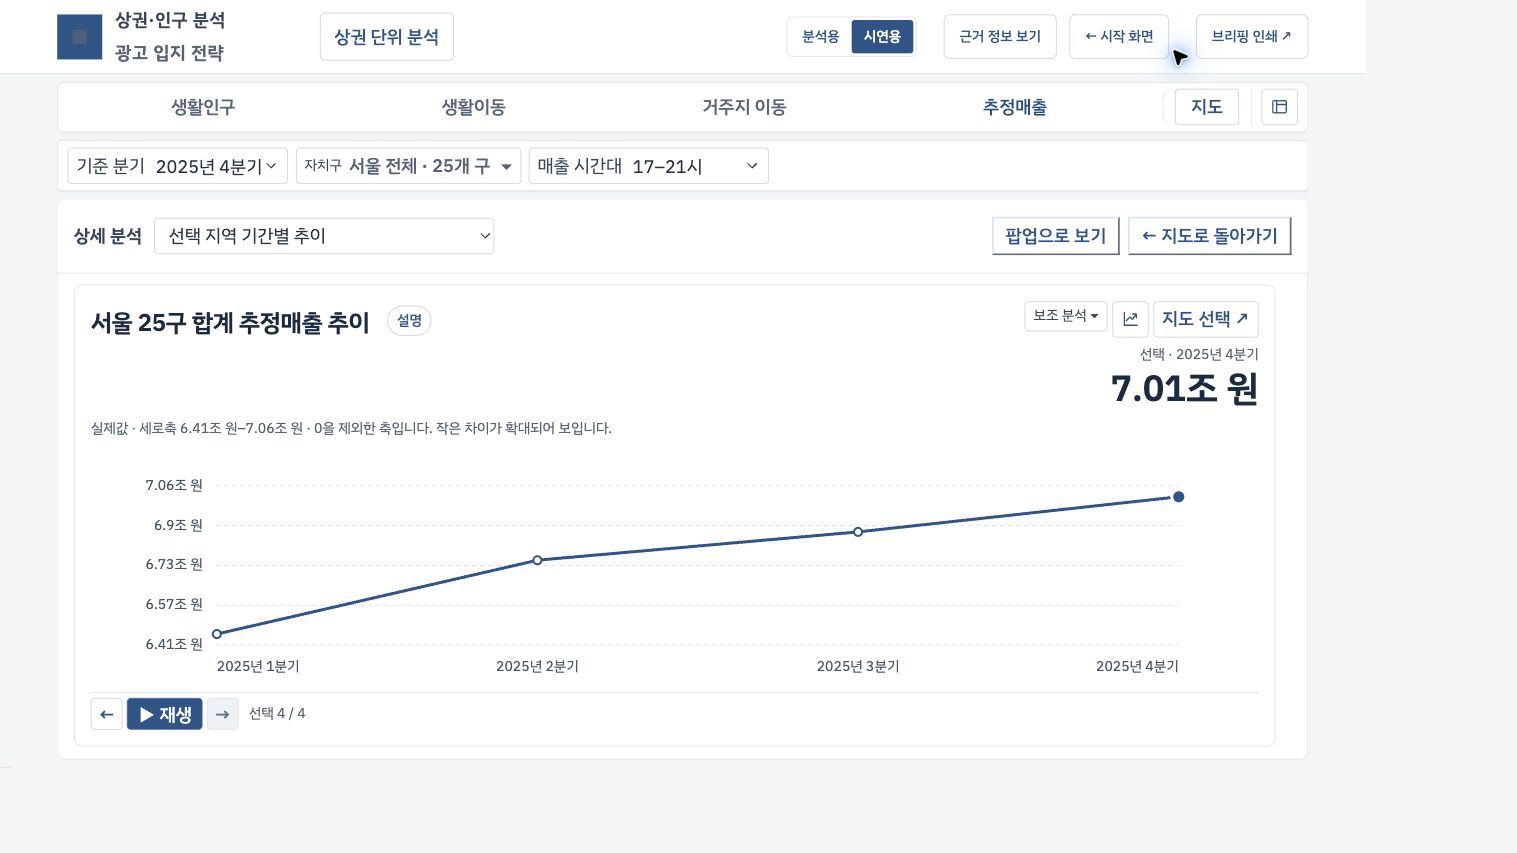 상권·인구 분석
광고 입지 전략
상권 단위 분석
분석용 시연용
근거 정보 보기
← 시작 화면
브리핑 인쇄 ↗
생활인구 생활이동 거주지 이동 추정매출 지도
기준 분기 2025년 4분기
자치구 서울 전체 · 25개 구
매출 시간대 17–21시
상세 분석 선택 지역 기간별 추이
팝업으로 보기
← 지도로 돌아가기
서울 25구 합계 추정매출 추이 설명
보조 분석
지도 선택 ↗
선택 · 2025년 4분기
7.01조 원
실제값 · 세로축 6.41조 원–7.06조 원 · 0을 제외한 축입니다. 작은 차이가 확대되어 보입니다.
7.06조 원
6.9조 원
6.73조 원
6.57조 원
6.41조 원
2025년 1분기 2025년 2분기 2025년 3분기 2025년 4분기
← ▶ 재생 → 선택 4 / 4